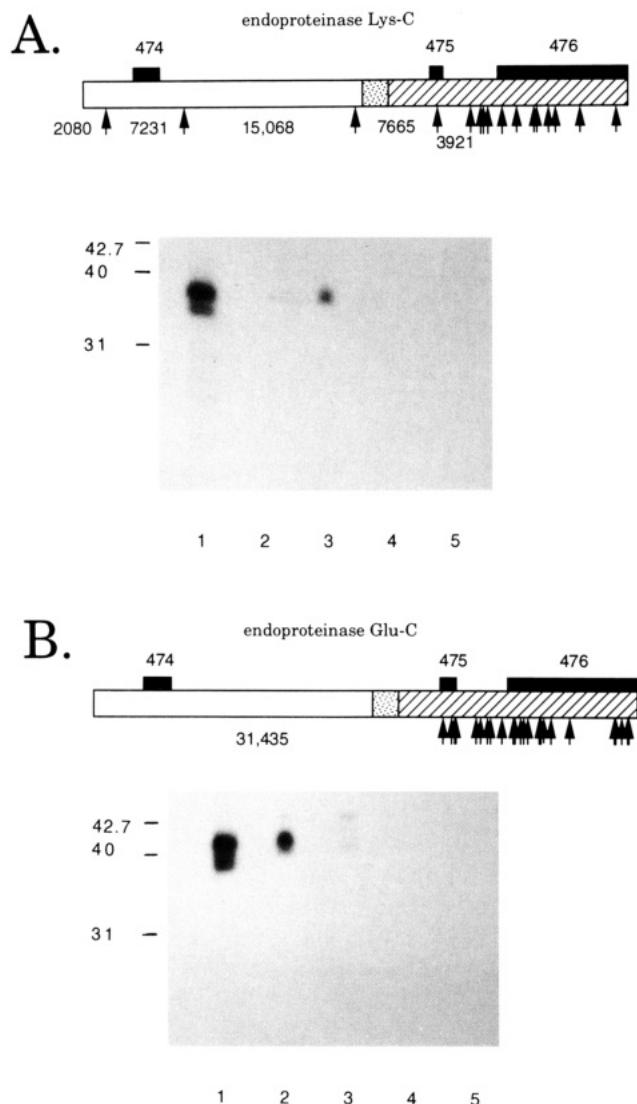 A.
endoproteinase Lys-C
474 475 476
2080 7231 15,068 7665
3921
42.7
40
31
1 2 3 4 5
B.
endoproteinase Glu-C
474 475 476
31,435
42.7
40
31
1 2 3 4 5